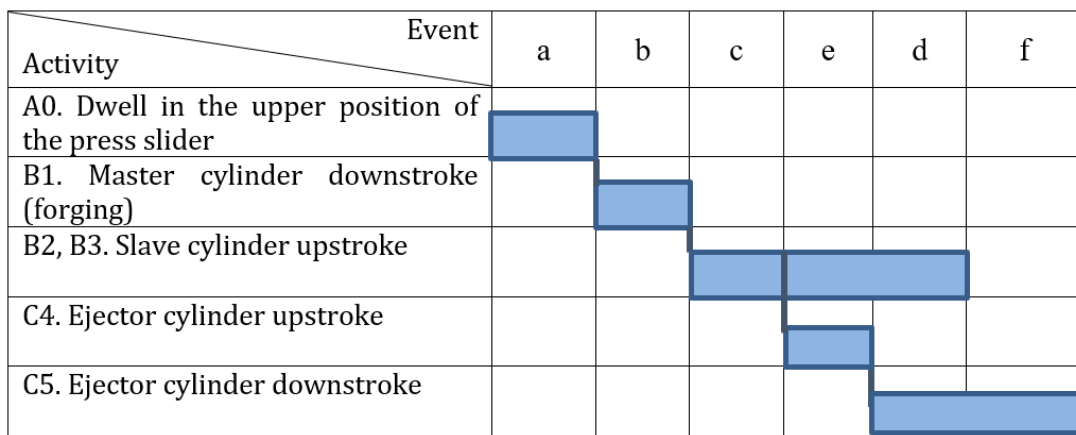 Event
Activity
a b c e d f
A0. Dwell in the upper position of
the press slider
B1. Master cylinder downstroke
(forging)
B2, B3. Slave cylinder upstroke
C4. Ejector cylinder upstroke
C5. Ejector cylinder downstroke